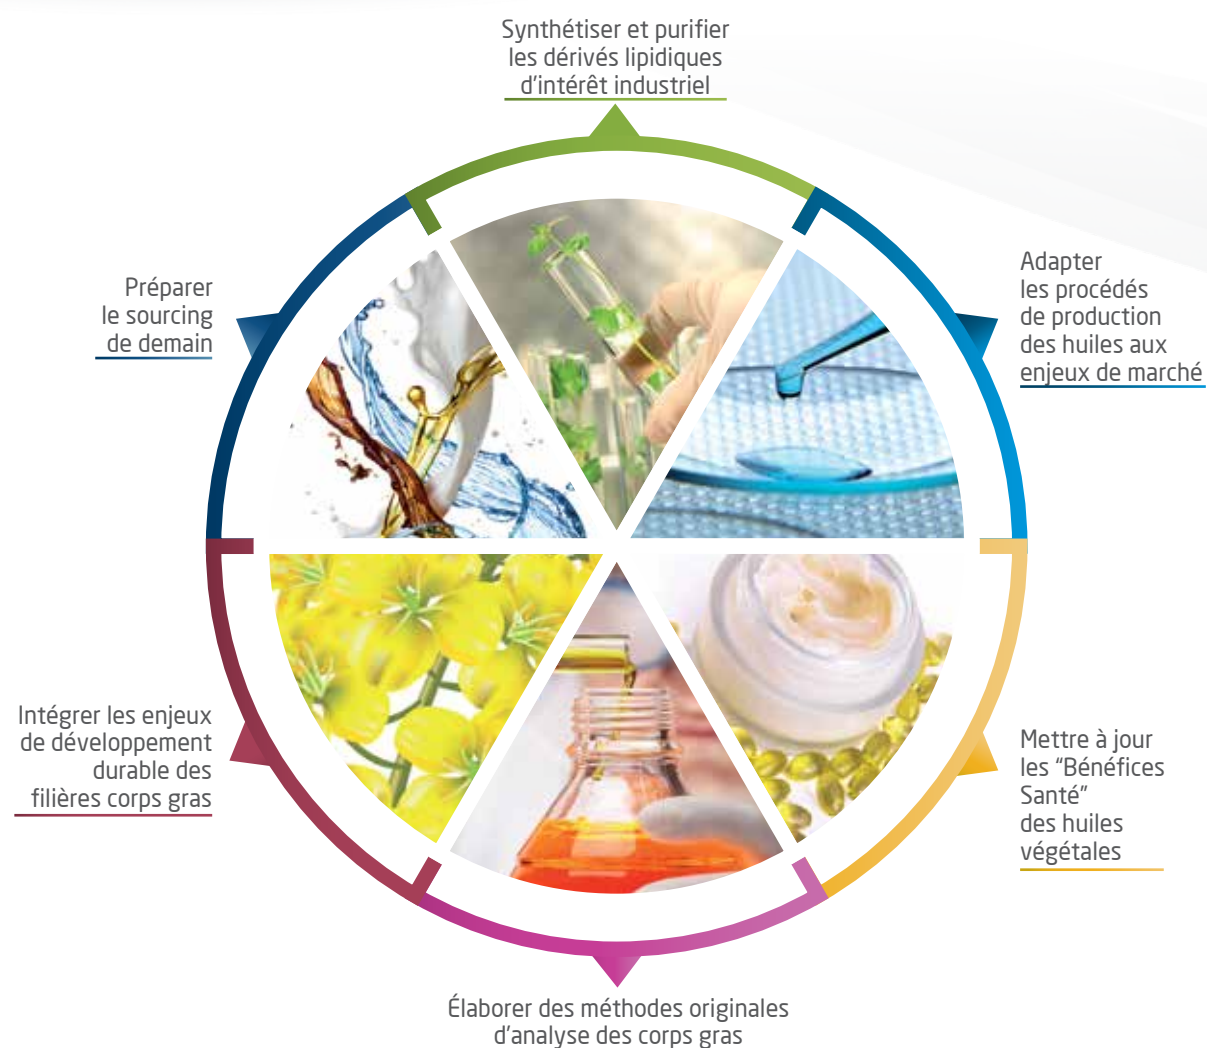 Synthétiser et purifier
les dérivés lipidiques
d'intérêt industriel
Adapter
les procédés
de production
des huiles aux
enjeux de marché
Mettre à jour
les “Bénéfices
Santé”
des huiles
végétales
Élaborer des méthodes originales
d'analyse des corps gras
Intégrer les enjeux
de développement
durable des
filières corps gras
Préparer
le sourcing
de demain